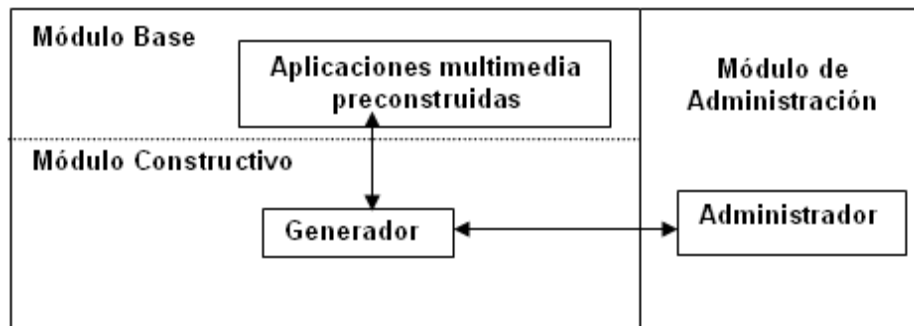 Módulo Base
Aplicaciones multimedia
preconstruidas
Módulo de
Administración
Módulo Constructivo
Generador
Administrador